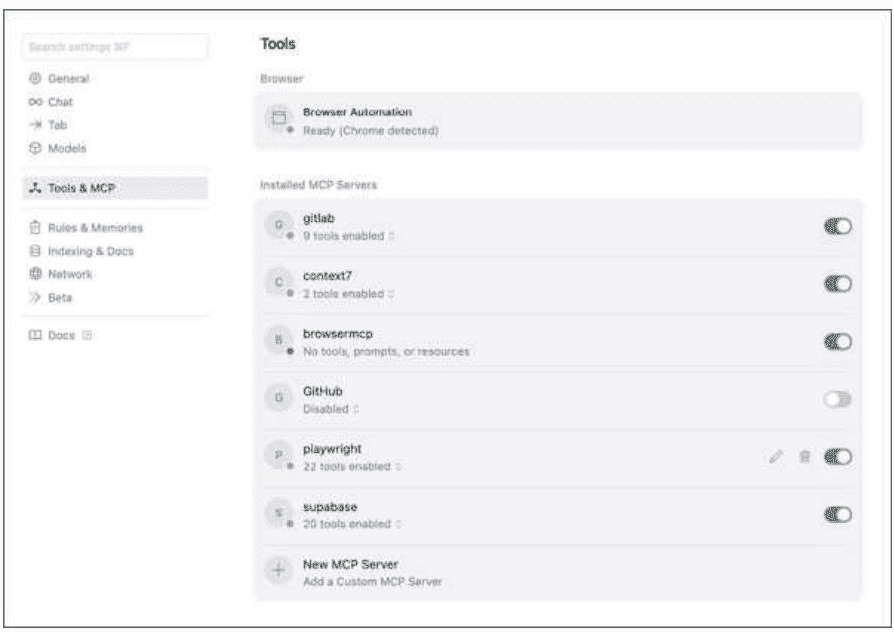 Search settings ⌘F
General
Chat
Tab
Models
Tools & MCP
Rules & Memories
Indexing & Docs
Network
Beta
Docs
Tools
Browser
Browser Automation
Ready (Chrome detected)
Installed MCP Servers
G
gitlab
9 tools enabled
C
context7
2 tools enabled
B
browsermcp
No tools, prompts, or resources
G
GitHub
Disabled
P
playwright
22 tools enabled
S
supabase
20 tools enabled
New MCP Server
Add a Custom MCP Server